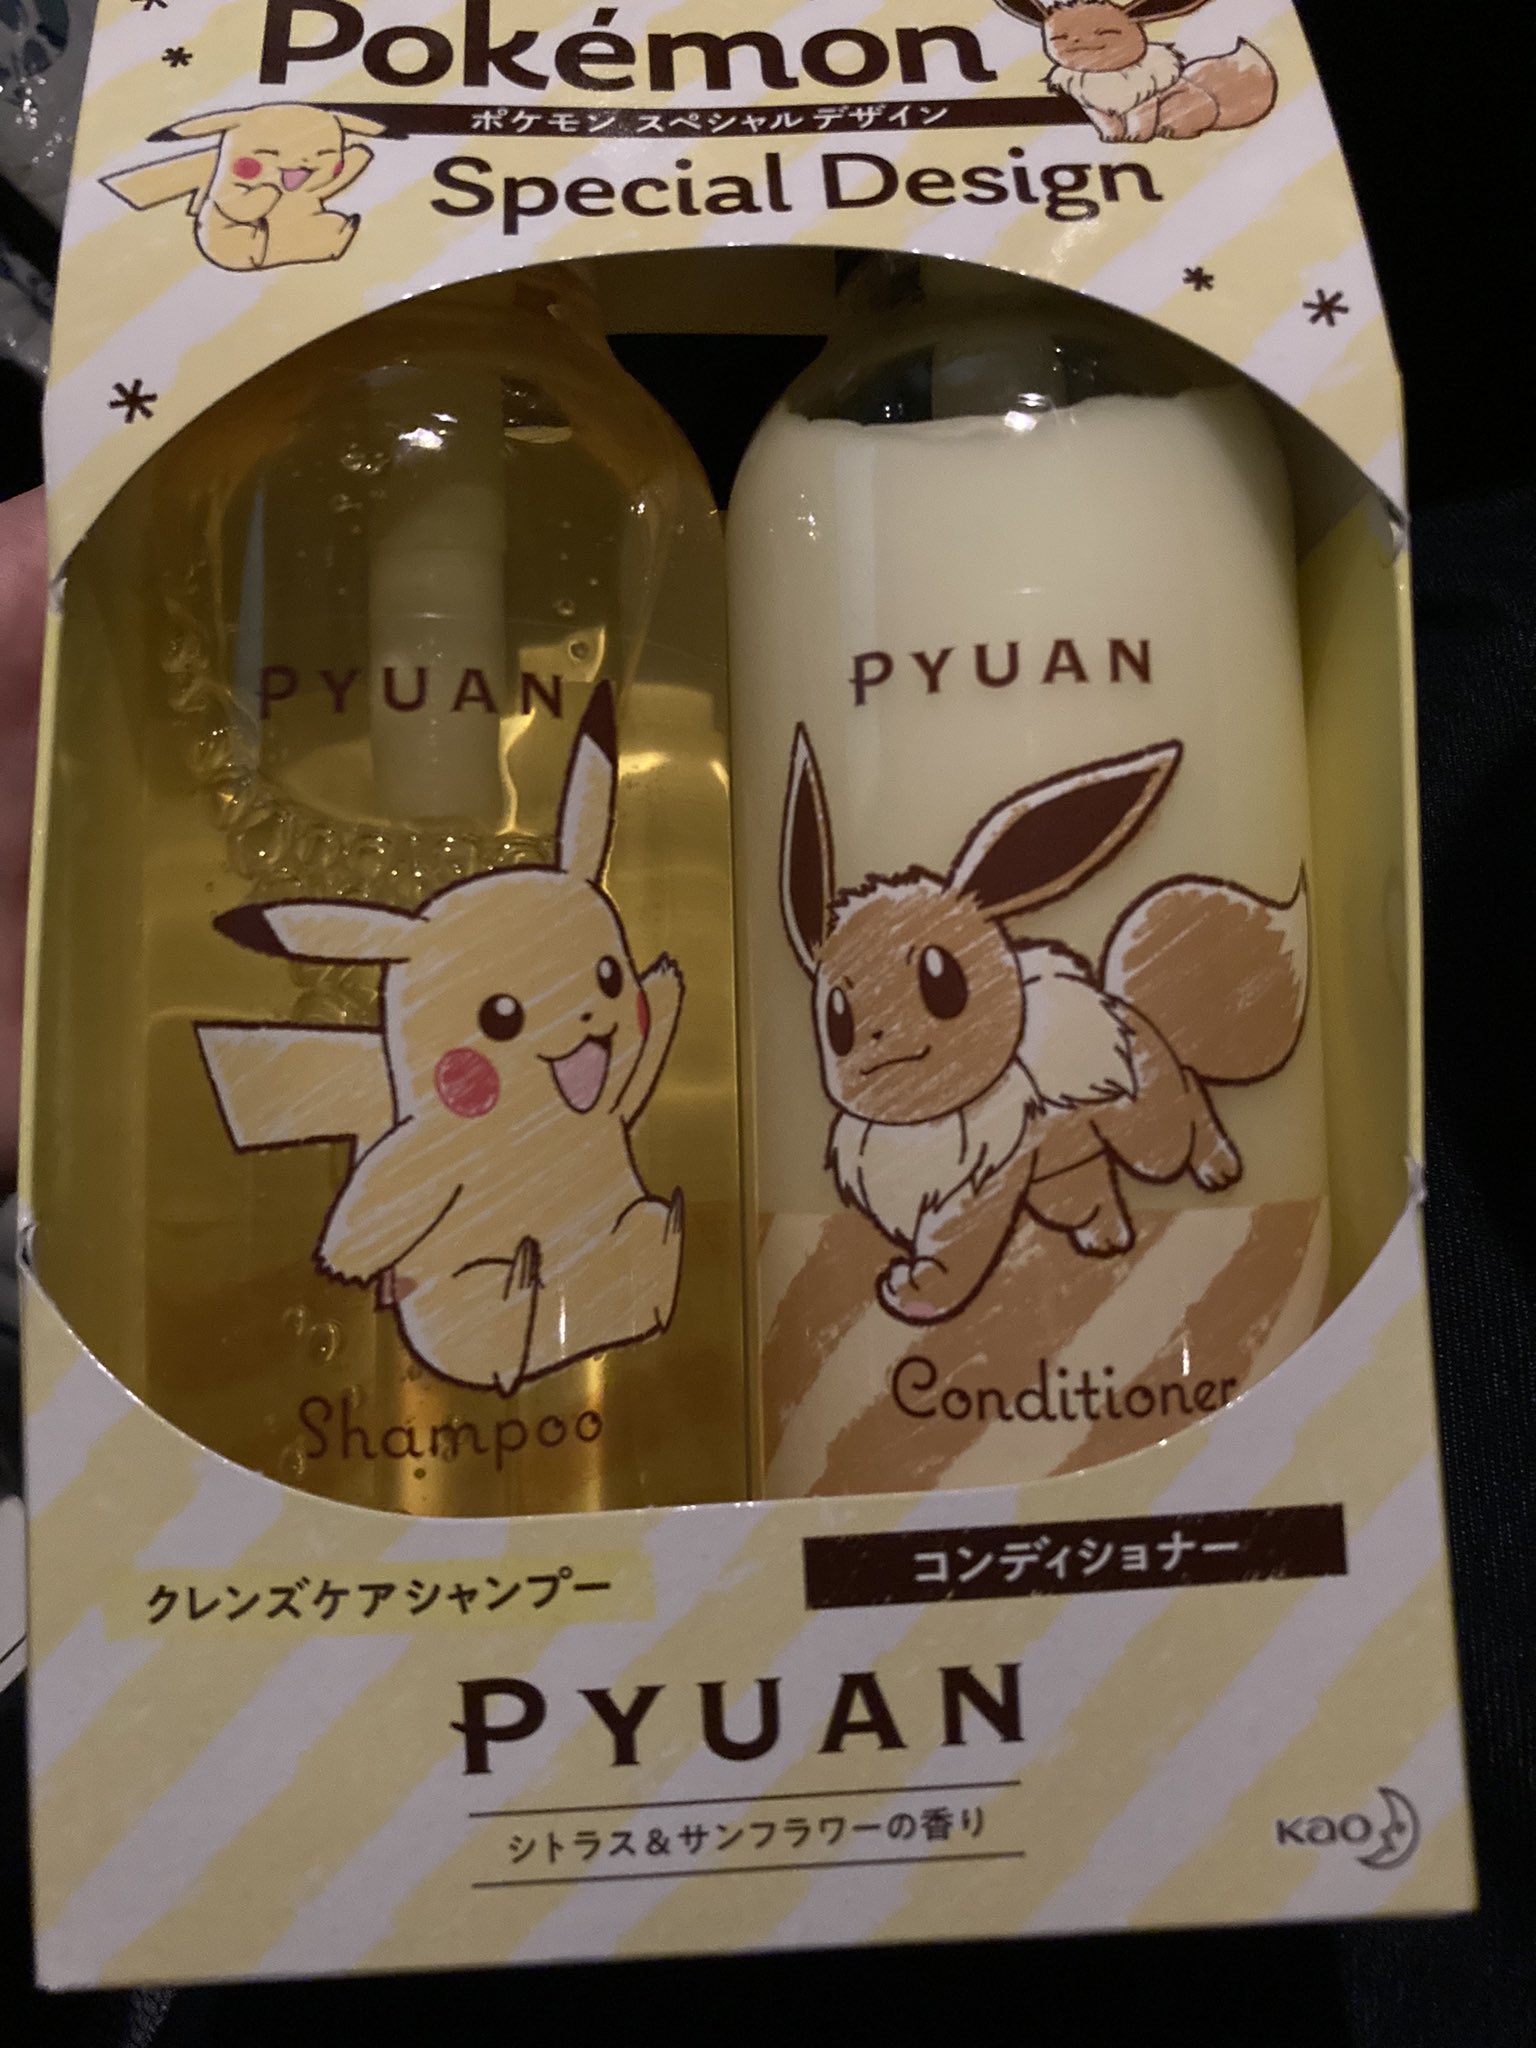 Pokémon
ポケモン スペシャル デザイン
Special Design
PYUAN
PYUAN
Shampoo
Conditioner
クレンズケアシャンプー
コンディショナー
PYUAN
シトラス&サンフラワーの香り
Kao